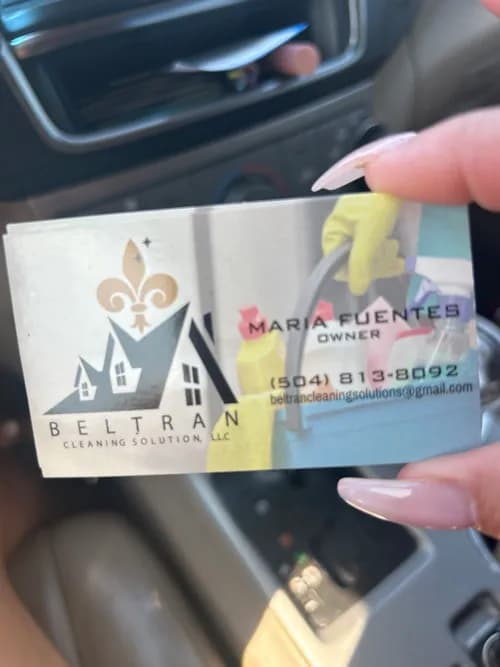 BELTRAN
CLEANING SOLUTION, LLC
MARIA FUENTES
OWNER
(504) 813-8092
beltrancleaningsolutions@gmail.com